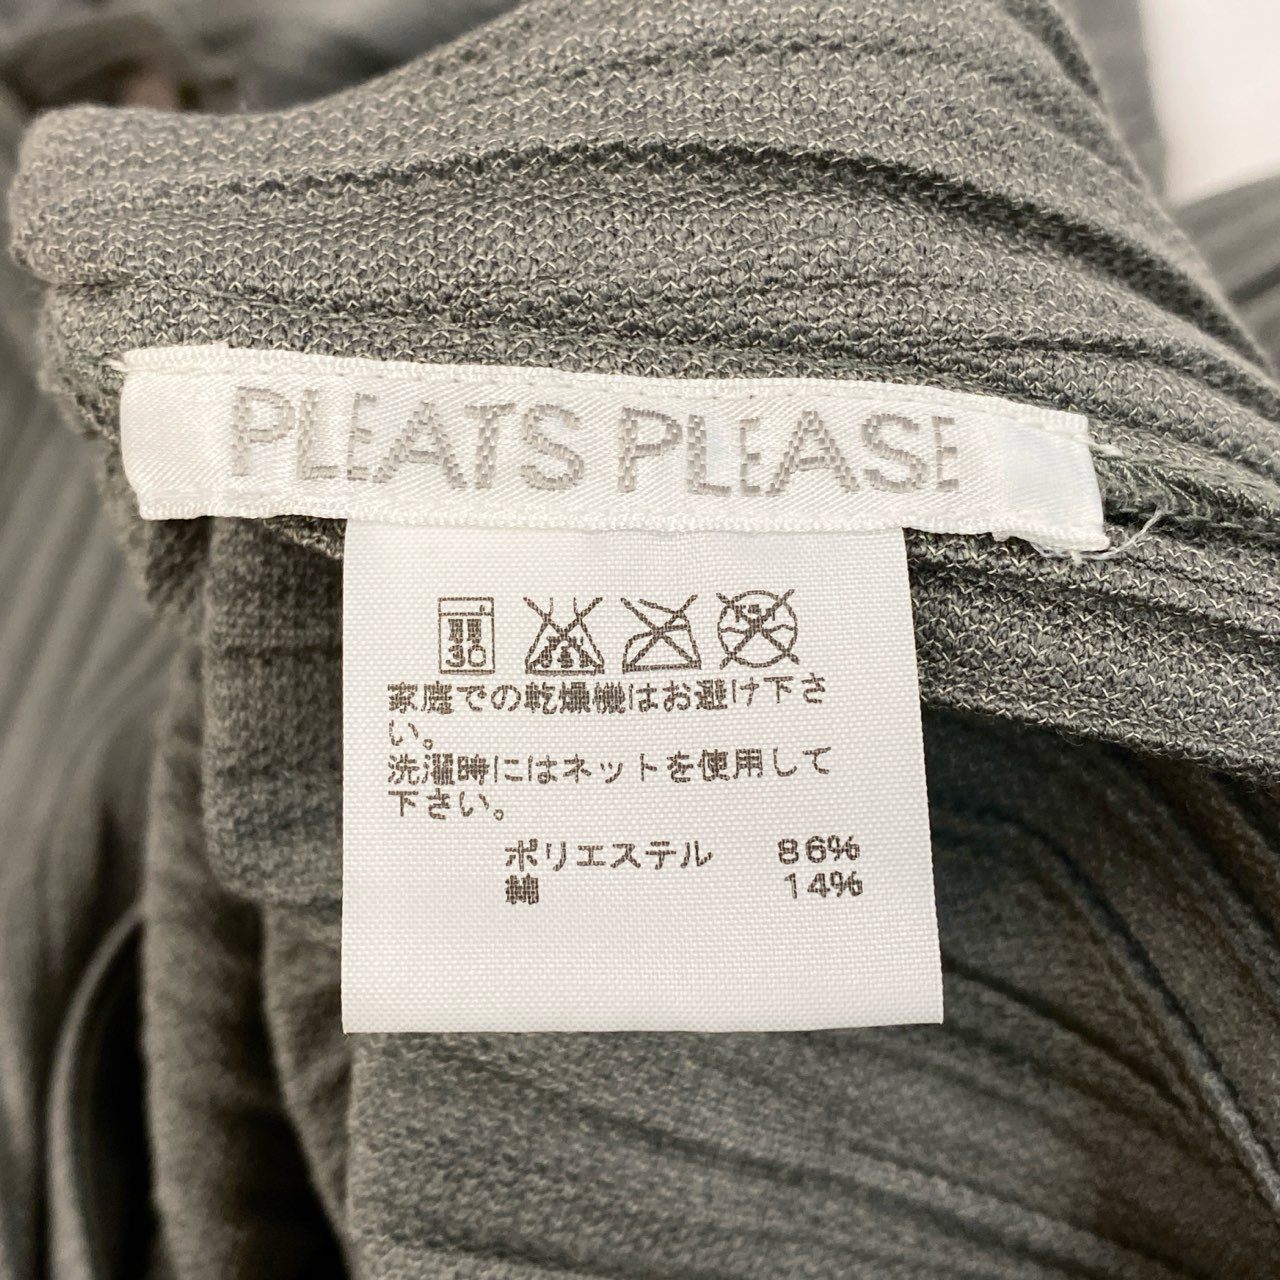 PLEATS PLEASE
弱
30
家庭での乾燥機はお避け下さ
い。
洗濯時にはネットを使用して
下さい。
ポリエステル 86%
綿 14%